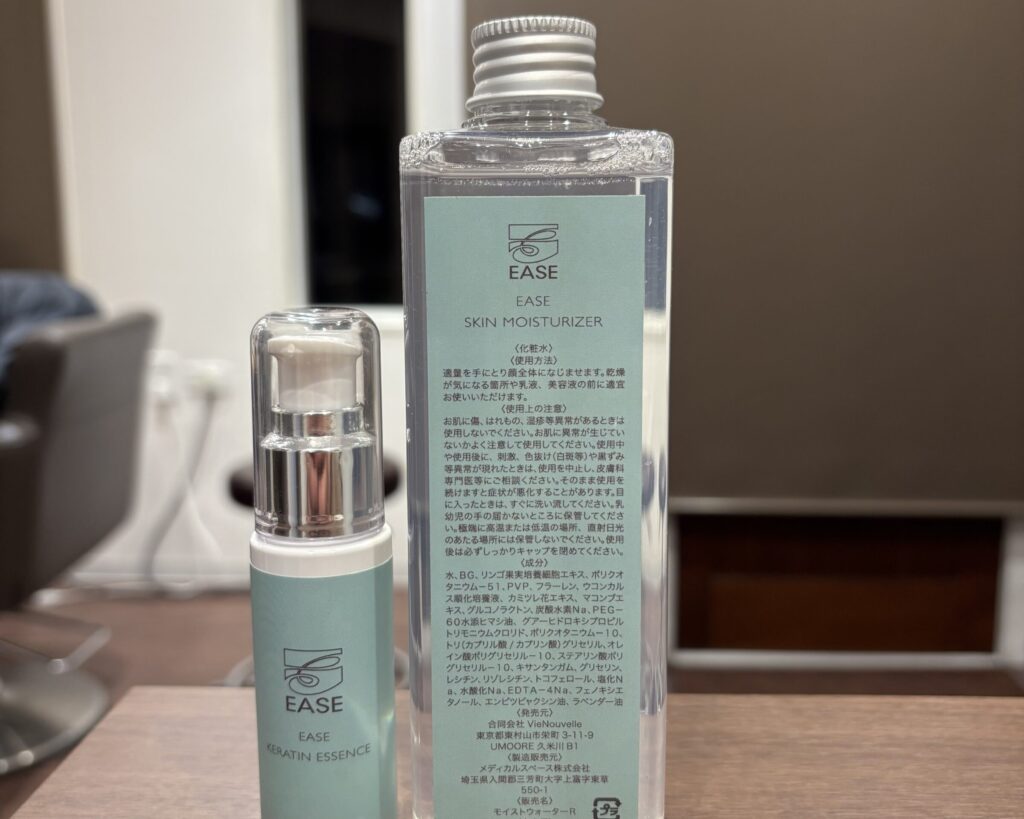 EASE
EASE
SKIN MOISTURIZER
〈化粧水〉
〈使用方法〉
適量を手にとり顔全体になじませます。乾燥
が気になる箇所や乳液、美容液の前に適宜
お使いいただけます。
〈使用上の注意〉
お肌に傷、はれもの、湿疹等異常があるときは
使用しないでください。お肌に異常が生じてい
ないかよく注意して使用してください。使用中
や使用後に、刺激、色抜け(白斑等)や黒ずみ
等異常が現れたときは、使用を中止し、皮膚科
専門医等にご相談ください。そのまま使用を
続けますと症状が悪化することがあります。目
に入ったときは、すぐに洗い流してください。乳
幼児の手の届かないところに保管してくださ
い。極端に高温または低温の場所、直射日光
のあたる場所には保管しないでください。使用
後は必ずしっかりキャップを閉めてください。
〈成分〉
水、BG、リンゴ果実培養細胞エキス、ポリクオ
タニウム－51、PVP、フラーレン、ウコンカル
ス順化培養液、カミツレ花エキス、マコンブエ
キス、グルコノラクトン、炭酸水素Na、PEG－
60水添ヒマシ油、グアーヒドロキシプロピル
トリモニウムクロリド、ポリクオタニウム－10、
トリ(カプリル酸/カプリン酸)グリセリル、オレ
イン酸ポリグリセリル－10、ステアリン酸ポリ
グリセリル－10、キサンタンガム、グリセリン、
レシチン、リゾレシチン、トコフェロール、塩化N
a、水酸化Na、EDTA－4Na、フェノキシエ
タノール、エンピツビャクシン油、ラベンダー油
〈発売元〉
合同会社 VieNouvelle
東京都東村山市栄町 3-11-9
UMOORE 久米川 B1
〈製造販売元〉
メディカルスペース株式会社
埼玉県入間郡三芳町大字上富字東草
550-1
〈販売名〉
モイストウォーターR
プラ
EASE
EASE
KERATIN ESSENCE